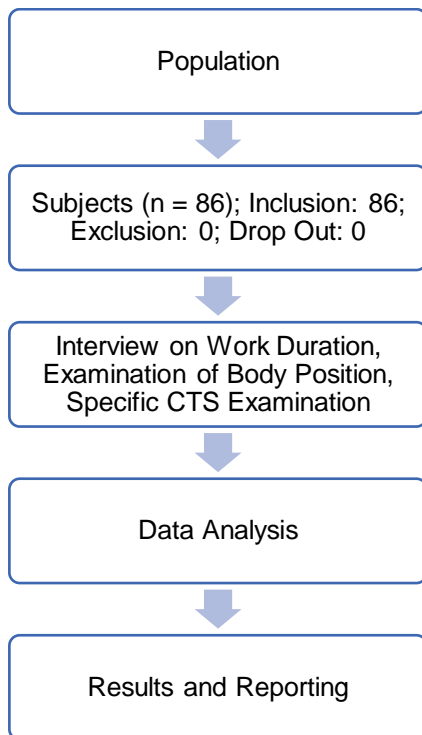 Population
Subjects (n = 86); Inclusion: 86;
Exclusion: 0; Drop Out: 0
Interview on Work Duration,
Examination of Body Position,
Specific CTS Examination
Data Analysis
Results and Reporting